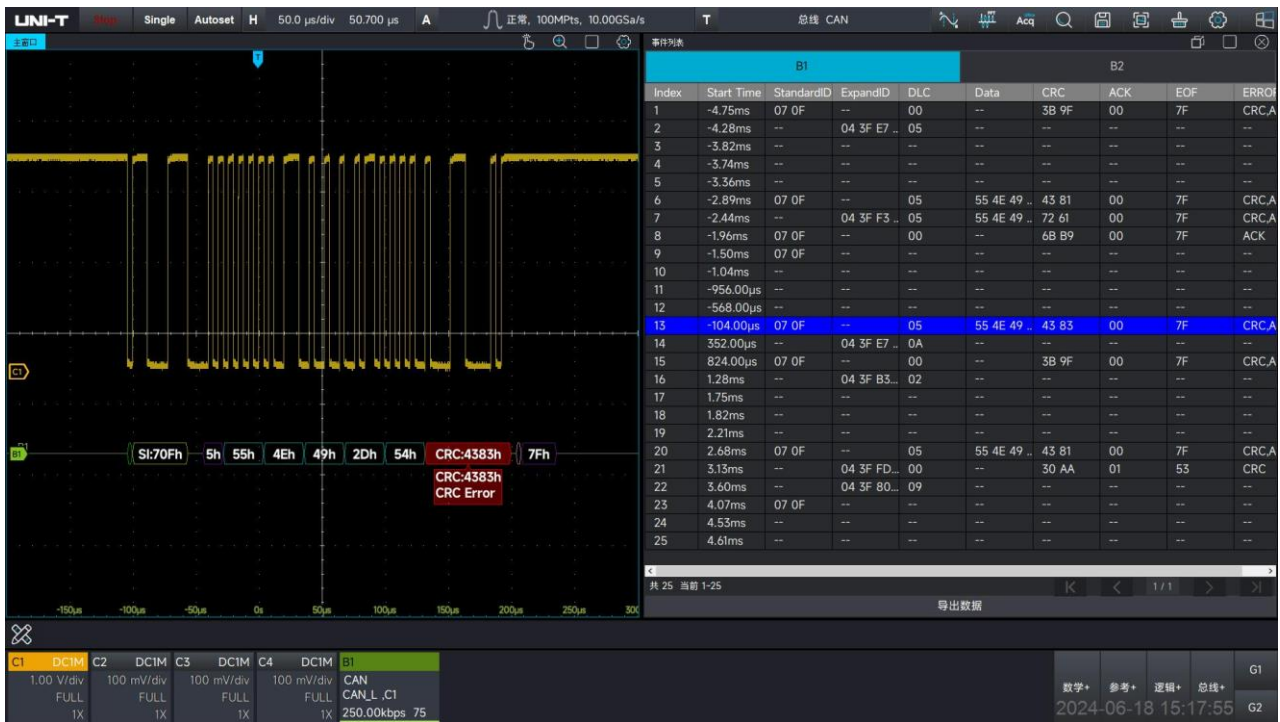 UNI-T Stop Single Autoset H 50.0 μs/div 50.700 μs A 正常, 100MPts, 10.00GSa/s T 总线 CAN Acq
主窗口
事件列表
T
B1 B2
Index Start Time StandardID ExpandID DLC Data CRC ACK EOF ERROR
1 -4.75ms 07 0F -- 00 -- 3B 9F 00 7F CRC,A
2 -4.28ms -- 04 3F E7 .. 05 -- -- -- -- --
3 -3.82ms -- -- -- -- -- -- -- --
4 -3.74ms -- -- -- -- -- -- -- --
5 -3.36ms -- -- -- -- -- -- -- --
6 -2.89ms 07 0F -- 05 55 4E 49 .. 43 81 00 7F CRC,A
7 -2.44ms -- 04 3F F3 .. 05 55 4E 49 .. 72 61 00 7F CRC,A
8 -1.96ms 07 0F -- 00 -- 6B B9 00 7F ACK
9 -1.50ms 07 0F -- -- -- -- -- -- --
10 -1.04ms -- -- -- -- -- -- -- --
11 -956.00μs -- -- -- -- -- -- -- --
12 -568.00μs -- -- -- -- -- -- -- --
13 -104.00μs 07 0F -- 05 55 4E 49 .. 43 83 00 7F CRC,A
14 352.00μs -- 04 3F E7 .. 0A -- -- -- -- --
15 824.00μs 07 0F -- 00 -- 3B 9F 00 7F CRC,A
16 1.28ms -- 04 3F B3... 02 -- -- -- -- --
17 1.75ms -- -- -- -- -- -- -- --
18 1.82ms -- -- -- -- -- -- -- --
19 2.21ms -- -- -- -- -- -- -- --
20 2.68ms 07 0F -- 05 55 4E 49 .. 43 81 00 7F CRC,A
21 3.13ms -- 04 3F FD... 00 -- 30 AA 01 53 CRC
22 3.60ms -- 04 3F 80... 09 -- -- -- -- --
23 4.07ms 07 0F -- -- -- -- -- -- --
24 4.53ms -- -- -- -- -- -- -- --
25 4.61ms -- -- -- -- -- -- -- --
共 25 当前 1-25 1/1
导出数据
C1
B1
B1 SI:70Fh 5h 55h 4Eh 49h 2Dh 54h CRC:4383h 7Fh
CRC:4383h
CRC Error
-150μs -100μs -50μs 0s 50μs 100μs 150μs 200μs 250μs 300
C1 DC1M C2 DC1M C3 DC1M C4 DC1M B1
1.00 V/div 100 mV/div 100 mV/div 100 mV/div CAN
FULL FULL FULL FULL CAN_L ,C1
1X 1X 1X 1X 250.00kbps 75
数学+ 参考+ 逻辑+ 总线+ G1
2024-06-18 15:17:55 G2